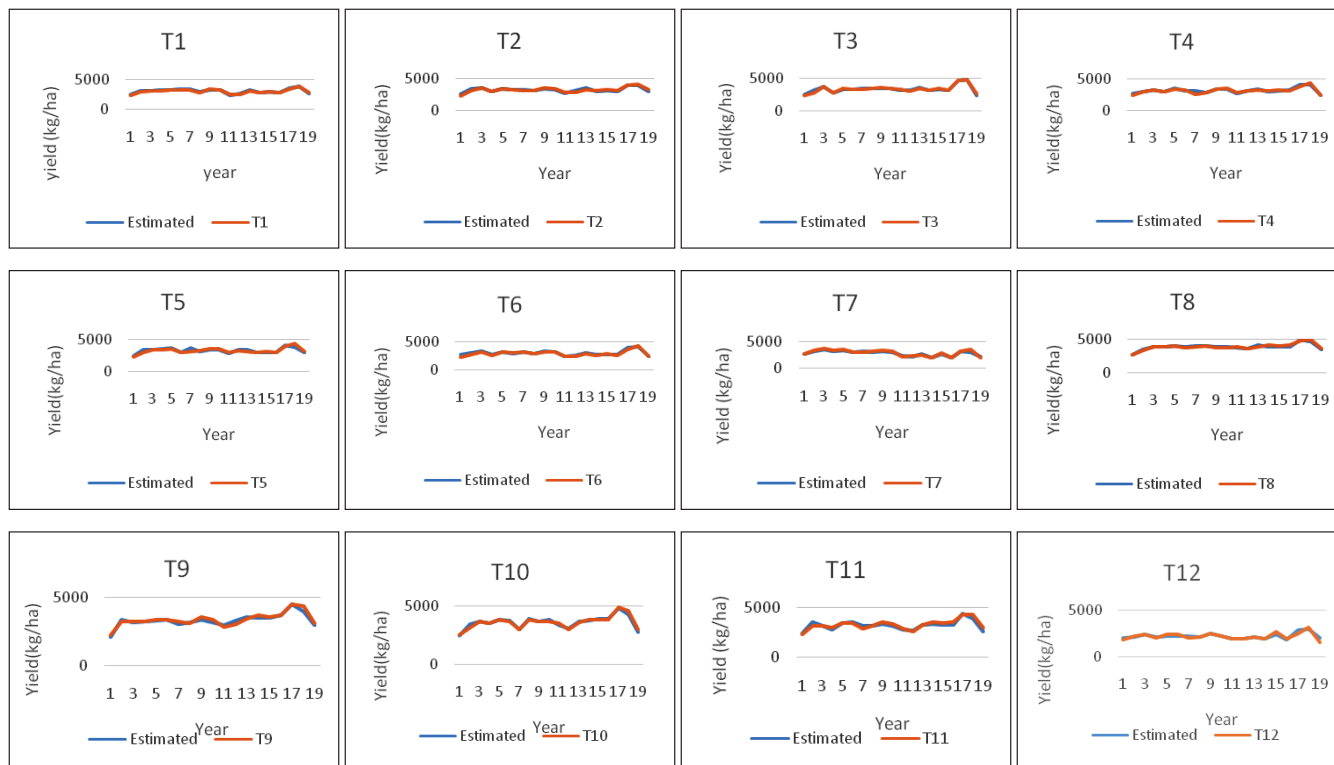 T1
yield (kg/ha)
5000
0
1 3 5 7 9 11 13 15 17 19
year
Estimated T1
T2
Yield(kg/ha)
5000
0
1 3 5 7 9 11 13 15 17 19
Year
Estimated T2
T3
Yield (kg/ha)
5000
0
1 3 5 7 9 11 13 15 17 19
Year
Estimated T3
T4
Yield(kg/ha)
5000
0
1 3 5 7 9 11 13 15 17 19
Year
Estimated T4
T5
Yield(kg/ha)
5000
0
1 3 5 7 9 11 13 15 17 19
Year
Estimated T5
T6
Yield(kg/ha)
5000
0
1 3 5 7 9 11 13 15 17 19
Year
Estimated T6
T7
Yield(kg/ha)
5000
0
1 3 5 7 9 11 13 15 17 19
Year
Estimated T7
T8
Yield(kg/ha)
5000
0
1 3 5 7 9 11 13 15 17 19
Year
Estimated T8
T9
Yield(kg/ha)
5000
0
1 3 5 7 9 11 13 15 17 19
Year
Estimated T9
T10
Yield(kg/ha)
5000
0
1 3 5 7 9 11 13 15 17 19
Year
Estimated T10
T11
Yield (kg/ha)
5000
0
1 3 5 7 9 11 13 15 17 19
Year
Estimated T11
T12
Yield(kg/ha)
5000
0
1 3 5 7 9 11 13 15 17 19
Year
Estimated T12